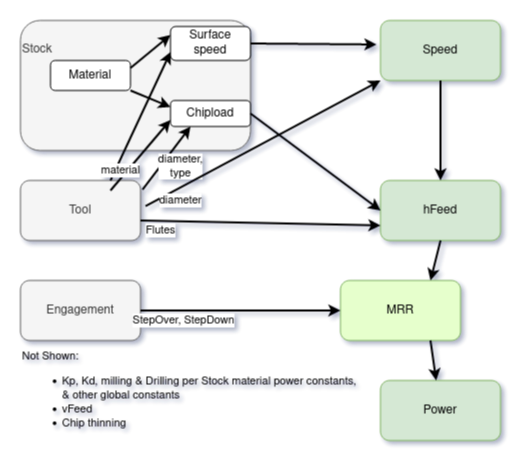 Stock
Surface
speed
Speed
Material
Chipload
material
diameter,
type
diameter
Tool
Flutes
hFeed
Engagement
StepOver, StepDown
MRR
Not Shown:
• Kp, Kd, milling & Drilling per Stock material power constants,
& other global constants
• vFeed
• Chip thinning
Power